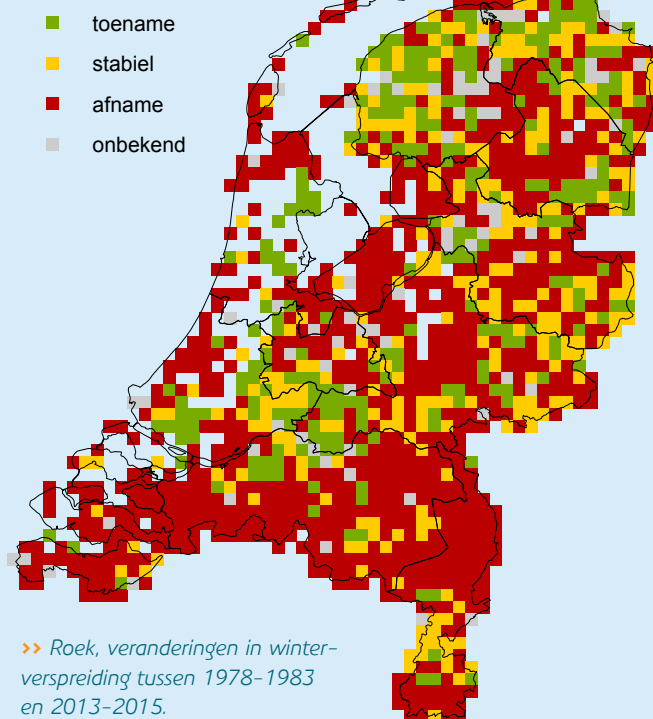 toename
stabiel
afname
onbekend
>> Roek, veranderingen in winter-
verspreiding tussen 1978-1983
en 2013-2015.